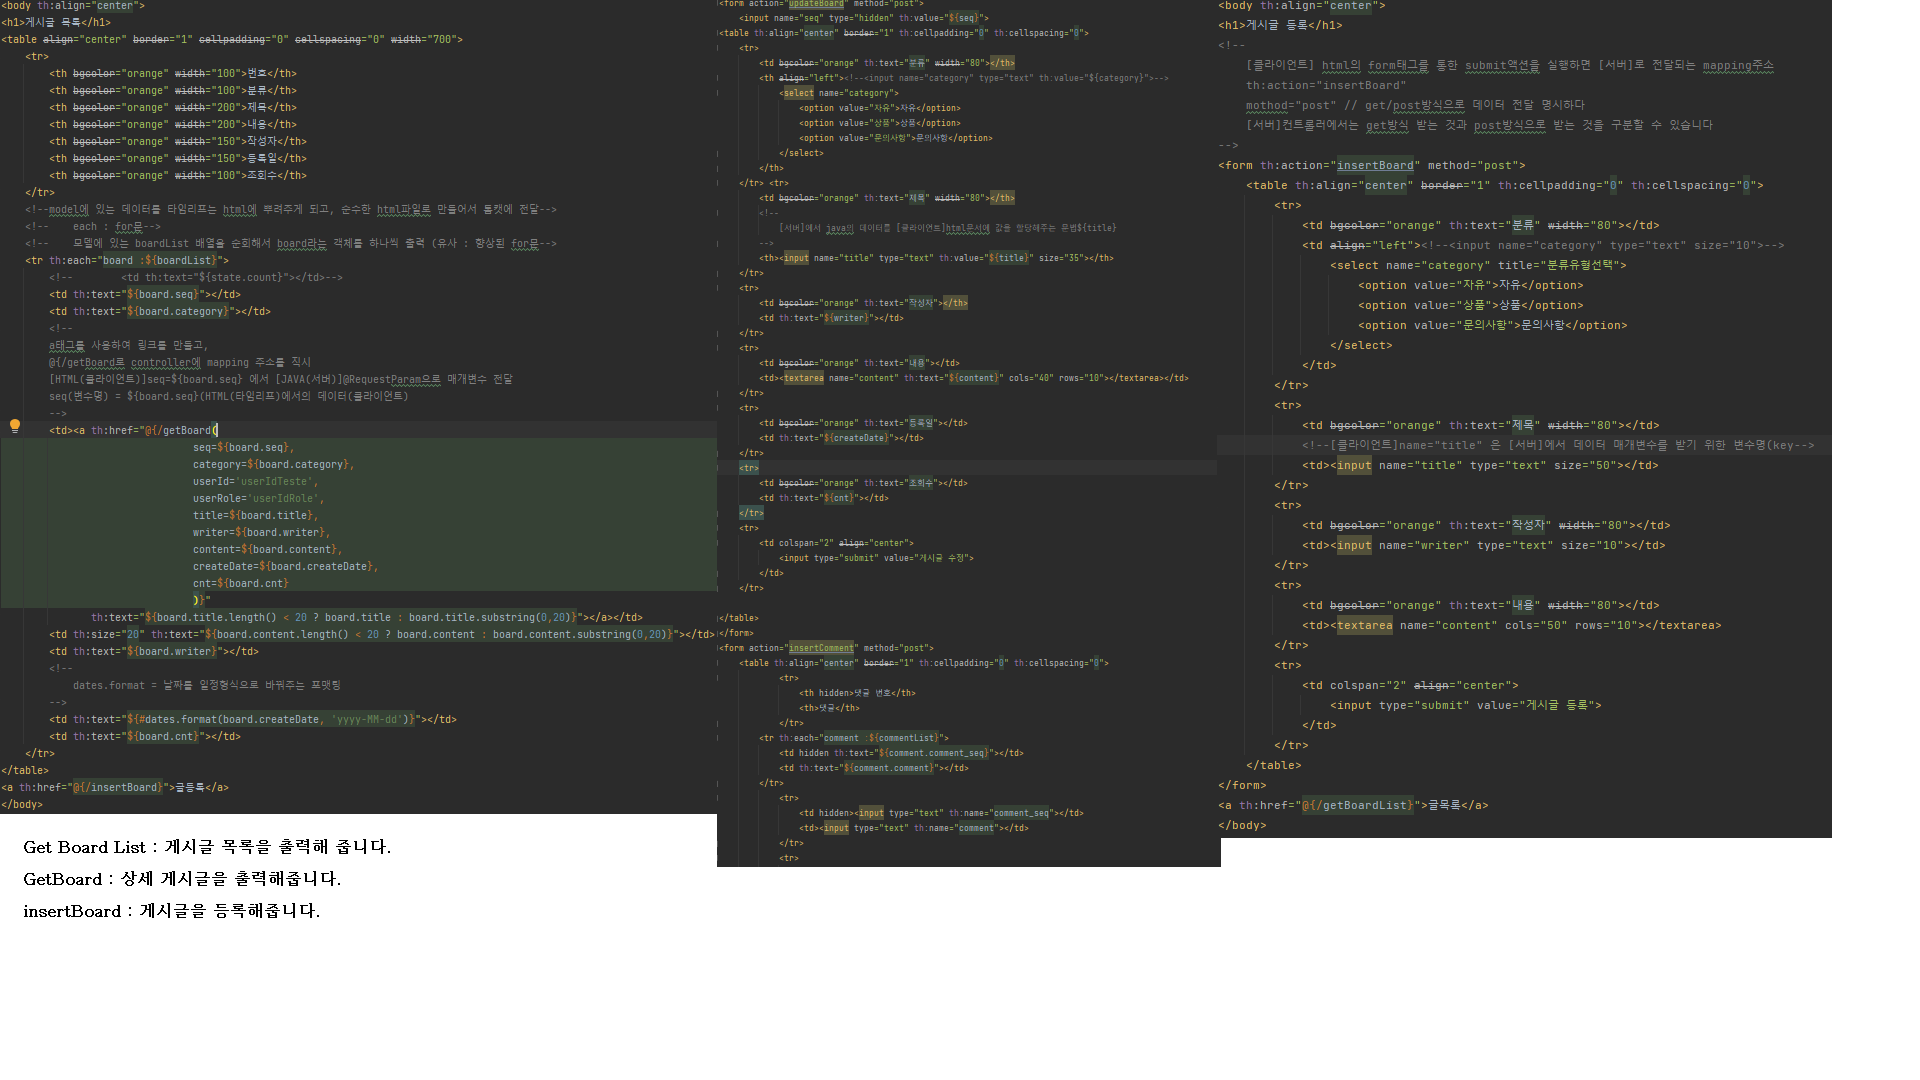 <body th:align="center">
<h1>게시글 목록</h1>
<table align="center" border="1" cellpadding="0" cellspacing="0" width="700">
<tr>
<th bgcolor="orange" width="100">번호</th>
<th bgcolor="orange" width="100">분류</th>
<th bgcolor="orange" width="200">제목</th>
<th bgcolor="orange" width="200">내용</th>
<th bgcolor="orange" width="150">작성자</th>
<th bgcolor="orange" width="150">등록일</th>
<th bgcolor="orange" width="100">조회수</th>
</tr>
<!--model에 있는 데이터를 타임리프는 html에 뿌려주게 되고, 순수한 html파일로 만들어서 톰캣에 전달-->
<!-- each : for문-->
<!-- 모델에 있는 boardList 배열을 순회해서 board라는 객체를 하나씩 출력 (유사 : 향상된 for문-->
<tr th:each="board :${boardList}">
<!-- <td th:text="${state.count}"></td>-->
<td th:text="${board.seq}"></td>
<td th:text="${board.category}"></td>
<!--
a태그를 사용하여 링크를 만들고,
@{/getBoard로 controller에 mapping 주소를 적시
[HTML(클라이언트)]seq=${board.seq} 에서 [JAVA(서버)]@RequestParam으로 매개변수 전달
seq(변수명) = ${board.seq}(HTML(타임리프)에서의 데이터(클라이언트)
-->
<td><a th:href="@{/getBoard(
seq=${board.seq},
category=${board.category},
userId='userIdTeste',
userRole='userIdRole',
title=${board.title},
writer=${board.writer},
content=${board.content},
createDate=${board.createDate},
cnt=${board.cnt}
)}"
th:text="${board.title.length() < 20 ? board.title : board.title.substring(0,20)}"></a></td>
<td th:size="20" th:text="${board.content.length() < 20 ? board.content : board.content.substring(0,20)}"></td>
<td th:text="${board.writer}"></td>
<!--
dates.format = 날짜를 일정형식으로 바꿔주는 포맷팅
-->
<td th:text="${#dates.format(board.createDate, 'yyyy-MM-dd')}"></td>
<td th:text="${board.cnt}"></td>
</tr>
</table>
<a th:href="@{/insertBoard}">글등록</a>
</body>
<form action="updateBoard" method="post">
<input name="seq" type="hidden" th:value="${seq}">
<table th:align="center" border="1" th:cellpadding="0" th:cellspacing="0">
<tr>
<td bgcolor="orange" th:text="분류" width="80"></th>
<th align="left"><!--<input name="category" type="text" th:value="${category}">-->
<select name="category">
<option value="자유">자유</option>
<option value="상품">상품</option>
<option value="문의사항">문의사항</option>
</select>
</th>
</tr> <tr>
<td bgcolor="orange" th:text="제목" width="80"></th>
<!--
[서버]에서 java의 데이터를 [클라이언트]html문서에 값을 할당해주는 문법${title}
-->
<th><input name="title" type="text" th:value="${title}" size="35"></th>
</tr>
<tr>
<td bgcolor="orange" th:text="작성자"></th>
<td th:text="${writer}"></td>
</tr>
<tr>
<td bgcolor="orange" th:text="내용"></td>
<td><textarea name="content" th:text="${content}" cols="40" rows="10"></textarea></td>
</tr>
<tr>
<td bgcolor="orange" th:text="등록일"></td>
<td th:text="${createDate}"></td>
</tr>
<tr>
<td bgcolor="orange" th:text="조회수"></td>
<td th:text="${cnt}"></td>
</tr>
<tr>
<td colspan="2" align="center">
<input type="submit" value="게시글 수정">
</td>
</tr>
</table>
</form>
<form action="insertComment" method="post">
<table th:align="center" border="1" th:cellpadding="0" th:cellspacing="0">
<tr>
<th hidden>댓글 번호</th>
<th>댓글</th>
</tr>
<tr th:each="comment :${commentList}">
<td hidden th:text="${comment.comment_seq}"></td>
<td th:text="${comment.comment}"></td>
</tr>
<tr>
<td hidden><input type="text" th:name="comment_seq"></td>
<td><input type="text" th:name="comment"></td>
</tr>
<tr>
<body th:align="center">
<h1>게시글 등록</h1>
<!--
[클라이언트] html의 form태그를 통한 submit액션을 실행하면 [서버]로 전달되는 mapping주소
th:action="insertBoard"
mothod="post" // get/post방식으로 데이터 전달 명시하다
[서버]컨트롤러에서는 get방식 받는 것과 post방식으로 받는 것을 구분할 수 있습니다
-->
<form th:action="insertBoard" method="post">
<table th:align="center" border="1" th:cellpadding="0" th:cellspacing="0">
<tr>
<td bgcolor="orange" th:text="분류" width="80"></td>
<td align="left"><!--<input name="category" type="text" size="10">-->
<select name="category" title="분류유형선택">
<option value="자유">자유</option>
<option value="상품">상품</option>
<option value="문의사항">문의사항</option>
</select>
</td>
</tr>
<tr>
<td bgcolor="orange" th:text="제목" width="80"></td>
<!--[클라이언트]name="title" 은 [서버]에서 데이터 매개변수를 받기 위한 변수명(key-->
<td><input name="title" type="text" size="50"></td>
</tr>
<tr>
<td bgcolor="orange" th:text="작성자" width="80"></td>
<td><input name="writer" type="text" size="10"></td>
</tr>
<tr>
<td bgcolor="orange" th:text="내용" width="80"></td>
<td><textarea name="content" cols="50" rows="10"></textarea>
</tr>
<tr>
<td colspan="2" align="center">
<input type="submit" value="게시글 등록">
</td>
</tr>
</table>
</form>
<a th:href="@{/getBoardList}">글목록</a>
</body>
Get Board List : 게시글 목록을 출력해 줍니다.
GetBoard : 상세 게시글을 출력해줍니다.
insertBoard : 게시글을 등록해줍니다.